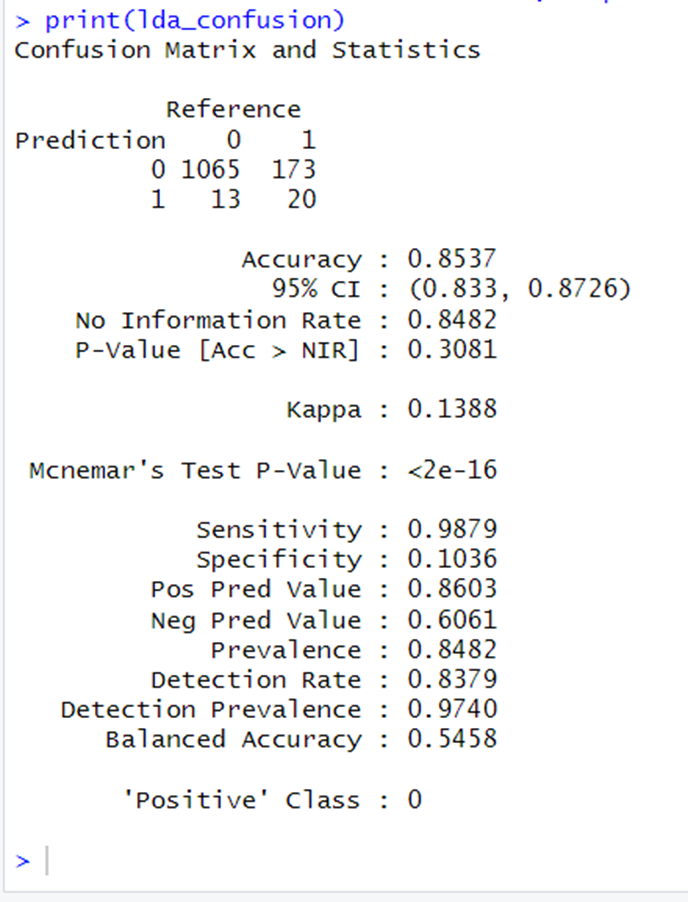 > print(lda_confusion)
Confusion Matrix and Statistics
Reference
Prediction 0 1
0 1065 173
1 13 20
Accuracy : 0.8537
95% CI : (0.833, 0.8726)
No Information Rate : 0.8482
P-Value [Acc > NIR] : 0.3081
Kappa : 0.1388
Mcnemar's Test P-Value : <2e-16
Sensitivity : 0.9879
Specificity : 0.1036
Pos Pred Value : 0.8603
Neg Pred Value : 0.6061
Prevalence : 0.8482
Detection Rate : 0.8379
Detection Prevalence : 0.9740
Balanced Accuracy : 0.5458
'Positive' Class : 0
>